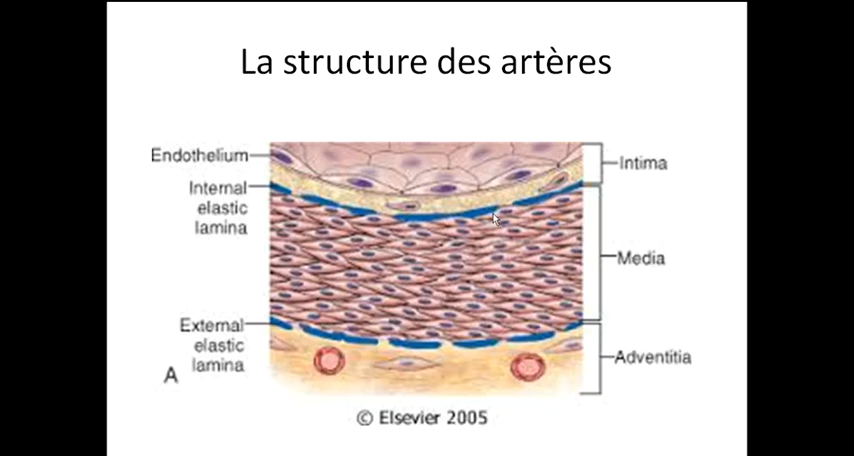 La structure des artères
Endothelium
Intima
Internal
elastic
lamina
Media
External
elastic
lamina
Adventitia
A
© Elsevier 2005